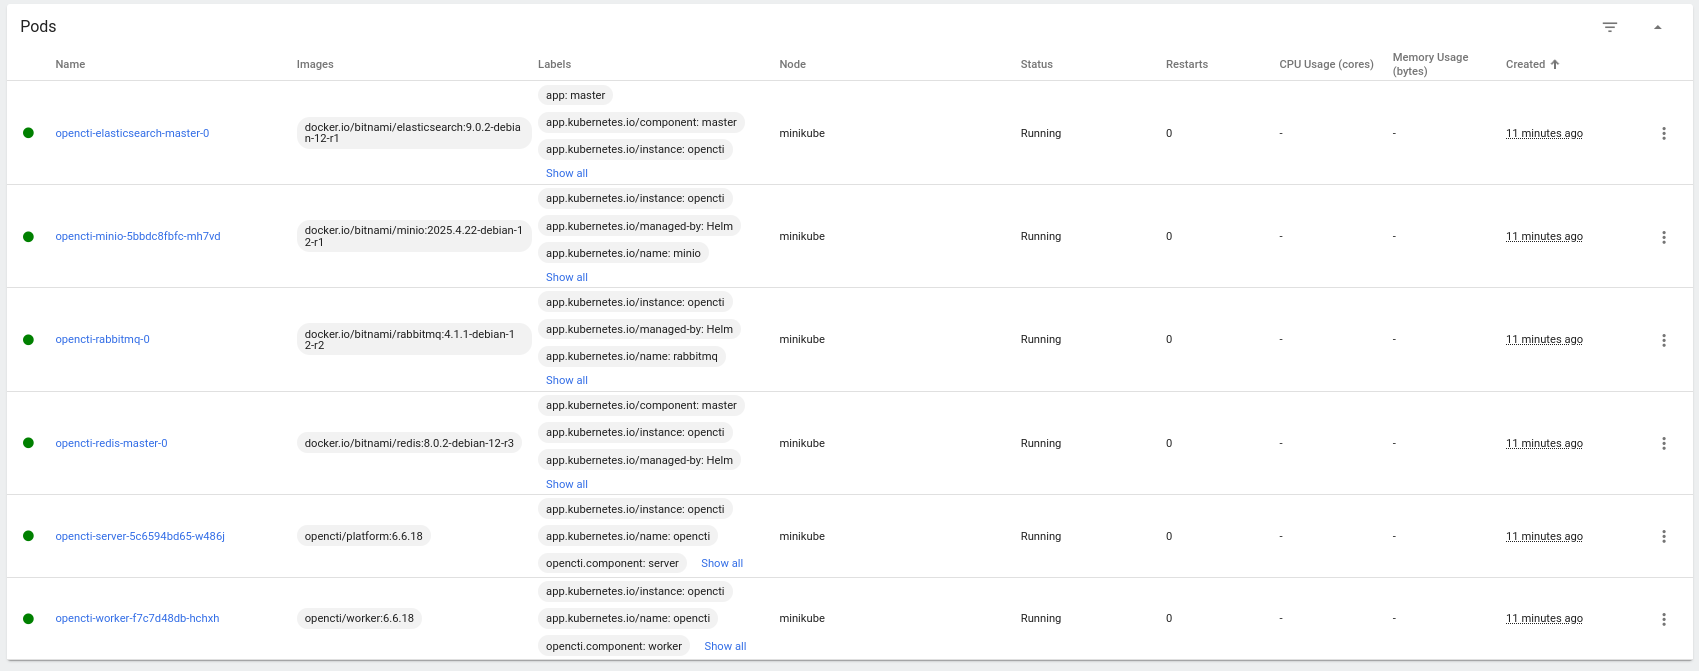 Pods
Name Images Labels Node Status Restarts CPU Usage (cores) Memory Usage (bytes) Created
opencti-elasticsearch-master-0
docker.io/bitnami/elasticsearch:9.0.2-debia
n-12-r1
app: master
app.kubernetes.io/component: master
app.kubernetes.io/instance: opencti
Show all
minikube
Running
0
-
-
11 minutes ago
opencti-minio-5bbdc8fbfc-mh7vd
docker.io/bitnami/minio:2025.4.22-debian-1
2-r1
app.kubernetes.io/instance: opencti
app.kubernetes.io/managed-by: Helm
app.kubernetes.io/name: minio
Show all
minikube
Running
0
-
-
11 minutes ago
opencti-rabbitmq-0
docker.io/bitnami/rabbitmq:4.1.1-debian-1
2-r2
app.kubernetes.io/instance: opencti
app.kubernetes.io/managed-by: Helm
app.kubernetes.io/name: rabbitmq
Show all
minikube
Running
0
-
-
11 minutes ago
opencti-redis-master-0
docker.io/bitnami/redis:8.0.2-debian-12-r3
app.kubernetes.io/component: master
app.kubernetes.io/instance: opencti
app.kubernetes.io/managed-by: Helm
Show all
minikube
Running
0
-
-
11 minutes ago
opencti-server-5c6594bd65-w486j
opencti/platform:6.6.18
app.kubernetes.io/instance: opencti
app.kubernetes.io/name: opencti
opencti.component: server Show all
minikube
Running
0
-
-
11 minutes ago
opencti-worker-f7c7d48db-hchxh
opencti/worker:6.6.18
app.kubernetes.io/instance: opencti
app.kubernetes.io/name: opencti
opencti.component: worker Show all
minikube
Running
0
-
-
11 minutes ago